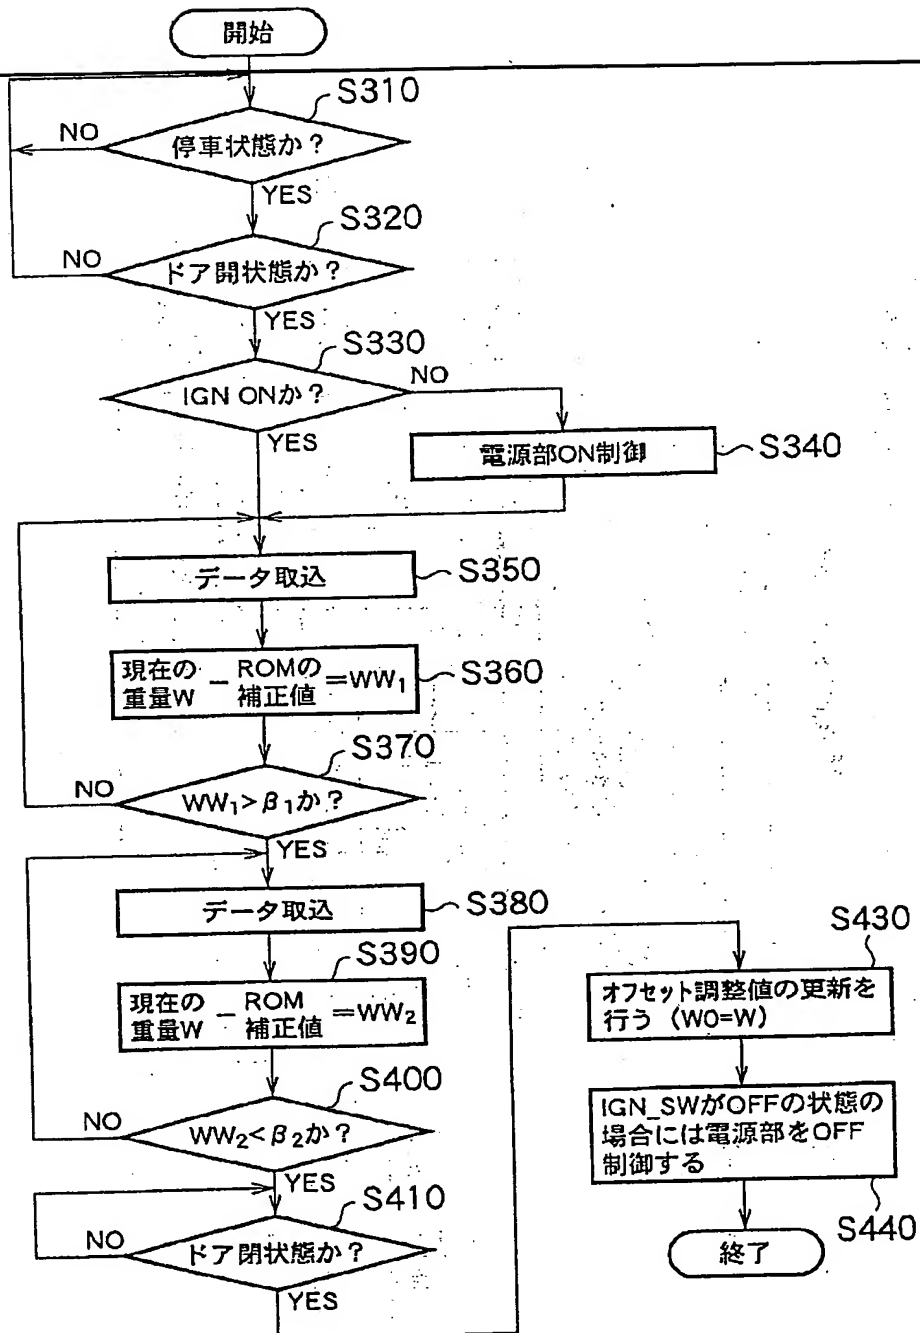 開始
S310
停車状態か?
NO
YES
S320
ドア開状態か?
NO
YES
S330
IGN ONか?
NO
YES
電源部ON制御
S340
データ取込
S350
現在の 重量W − ROMの 補正値 =WW₁
S360
S370
WW₁>β₁か?
NO
YES
データ取込
S380
S390
現在の 重量W − ROM 補正値 =WW₂
S400
WW₂<β₂か?
NO
YES
S410
ドア閉状態か?
NO
YES
S430
オフセット調整値の更新を
行う (W0=W)
IGN_SWがOFFの状態の
場合には電源部をOFF
制御する
S440
終了